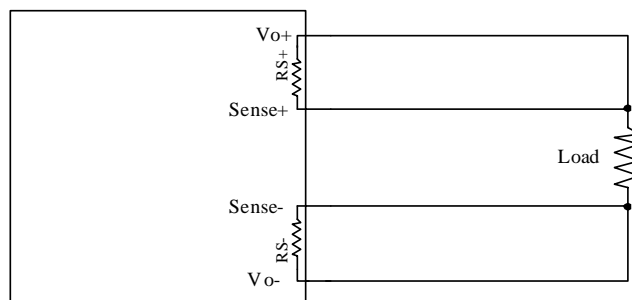 Vo+
RS+
Sense+
Load
Sense-
RS-
Vo-